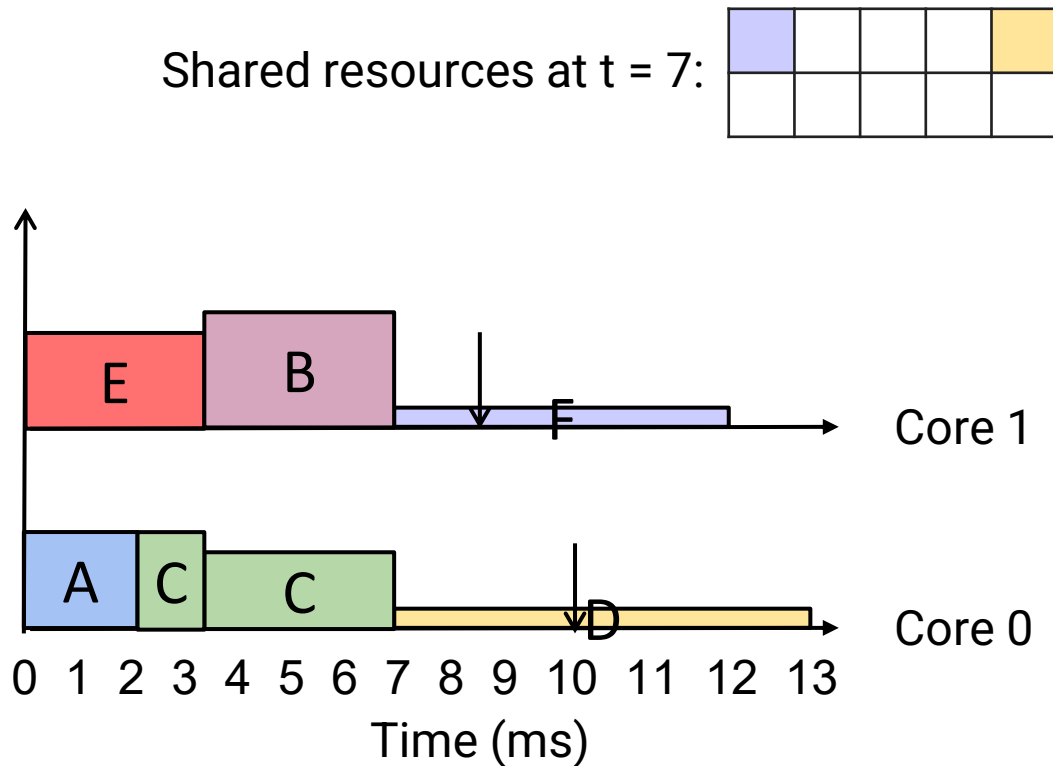 Shared resources at t = 7:
E
B
F
Core 1
A
C
C
D
Core 0
0 1 2 3 4 5 6 7 8 9 10 11 12 13
Time (ms)